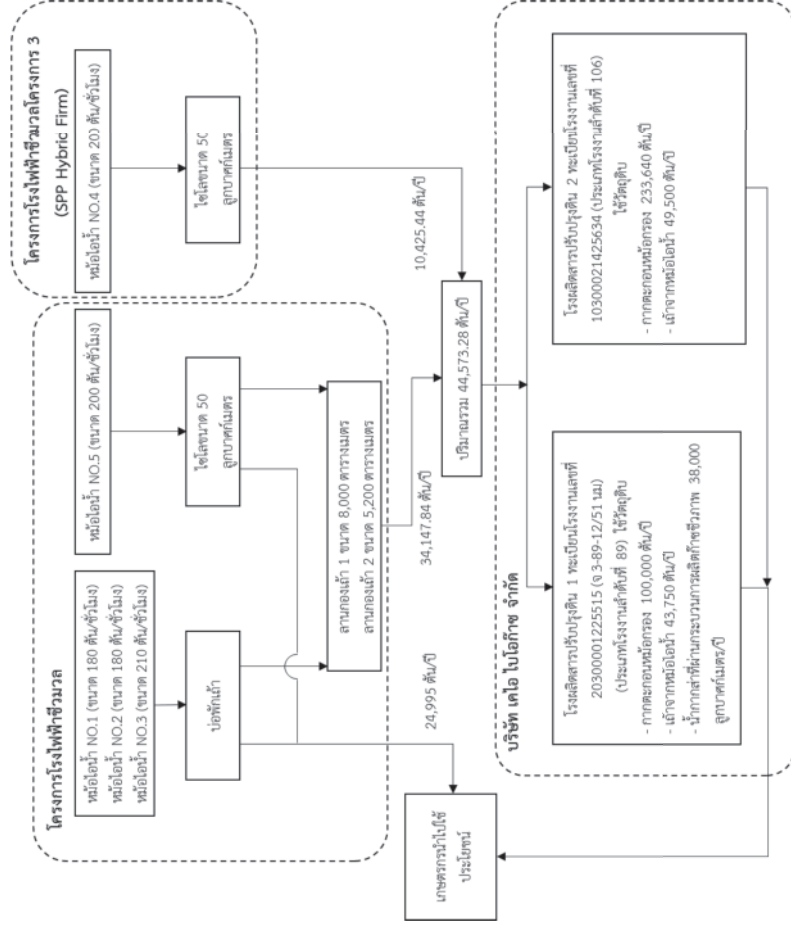 โครงการโรงไฟฟ้าชีวมวล
หม้อไอน้ำ NO.1 (ขนาด 180 ตัน/ชั่วโมง)
หม้อไอน้ำ NO.2 (ขนาด 180 ตัน/ชั่วโมง)
หม้อไอน้ำ NO.3 (ขนาด 210 ตัน/ชั่วโมง)
หม้อไอน้ำ NO.5 (ขนาด 200 ตัน/ชั่วโมง)
โครงการโรงไฟฟ้าชีวมวลโครงการ 3
(SPP Hybric Firm)
หม้อไอน้ำ NO.4 (ขนาด 20) ตัน/ชั่วโมง)
บ่อพักเถ้า
ไซโลขนาด 50
ลูกบาศก์เมตร
ไซโลขนาด 5(
ลูกบาศก์เมตร
ลานกองเถ้า 1 ขนาด 8,000 ตารางเมตร
ลานกองเถ้า 2 ขนาด 5,200 ตารางเมตร
24,995 ตัน/ปี
34,147.84 ตัน/ปี
10,425.44 ตัน/ปี
เกษตรกรนำไปใช้
ประโยชน์
ปริมาณรวม 44,573.28 ตัน/ปี
บริษัท เคไอ ไบโอก๊าซ จำกัด
โรงผลิตสารปรับปรุงดิน 1 ทะเบียนโรงงานเลขที่
20300001225515 (จ 3-89-12/51 นม)
(ประเภทโรงงานลำดับที่ 89) ใช้วัตถุดิบ
- กากตะกอนหม้อกรอง 100,000 ตัน/ปี
- เถ้าจากหม้อไอน้ำ 43,750 ตัน/ปี
- น้ำกากส่าที่ผ่านกระบวนการผลิตก๊าซชีวภาพ 38,000
ลูกบาศก์เมตร/ปี
โรงผลิตสารปรับปรุงดิน 2 ทะเบียนโรงงานเลขที่
10300021425634 (ประเภทโรงงานลำดับที่ 106)
ใช้วัตถุดิบ
- กากตะกอนหม้อกรอง 233,640 ตัน/ปี
- เถ้าจากหม้อไอน้ำ 49,500 ตัน/ปี